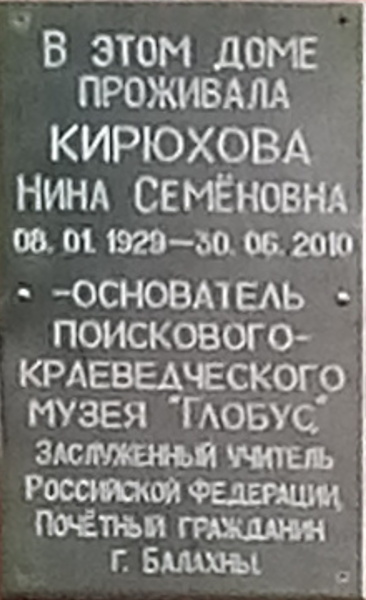 В ЭТОМ ДОМЕ
ПРОЖИВАЛА
КИРЮХОВА
НИНА СЕМЁНОВНА
08. 01. 1929—30. 06. 2010
-ОСНОВАТЕЛЬ
ПОИСКОВОГО-
КРАЕВЕДЧЕСКОГО
МУЗЕЯ "ГЛОБУС",
ЗАСЛУЖЕННЫЙ УЧИТЕЛЬ
РОССИЙСКОЙ ФЕДЕРАЦИИ,
ПОЧЁТНЫЙ ГРАЖДАНИН
Г. БАЛАХНЫ.